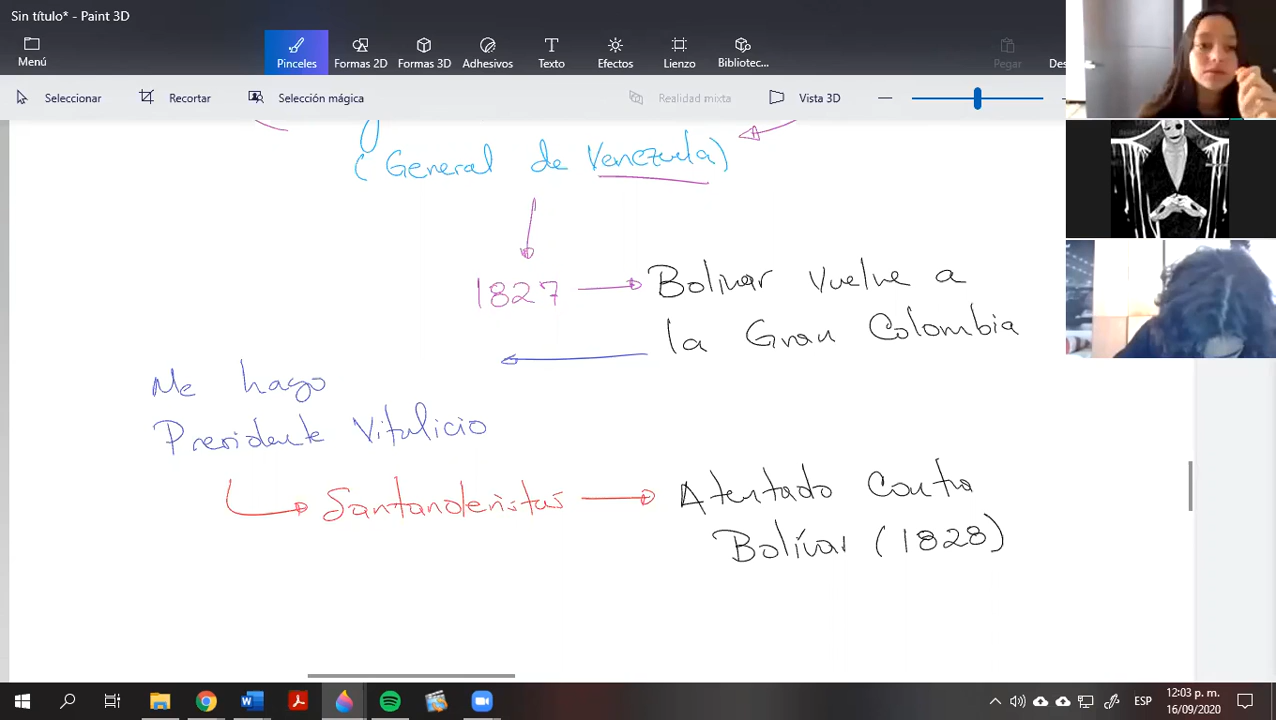 Sin título* - Paint 3D
Menú
Pinceles
Formas 2D
Formas 3D
Adhesivos
Texto
Efectos
Lienzo
Bibliotec...
Pegar
Seleccionar
Recortar
Selección mágica
Realidad mixta
Vista 3D
(General de Venezuela)
1827 → Bolivar Vuelve a
la Gran Colombia
Me hago
Presidente Vitalicio
Santanderistas → Atentado Contra
Bolívar (1828)
ESP
12:03 p. m.
16/09/2020